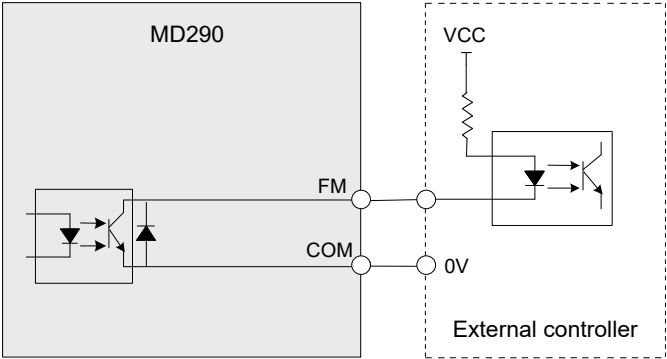 MD290
VCC
FM
COM
0V
External controller